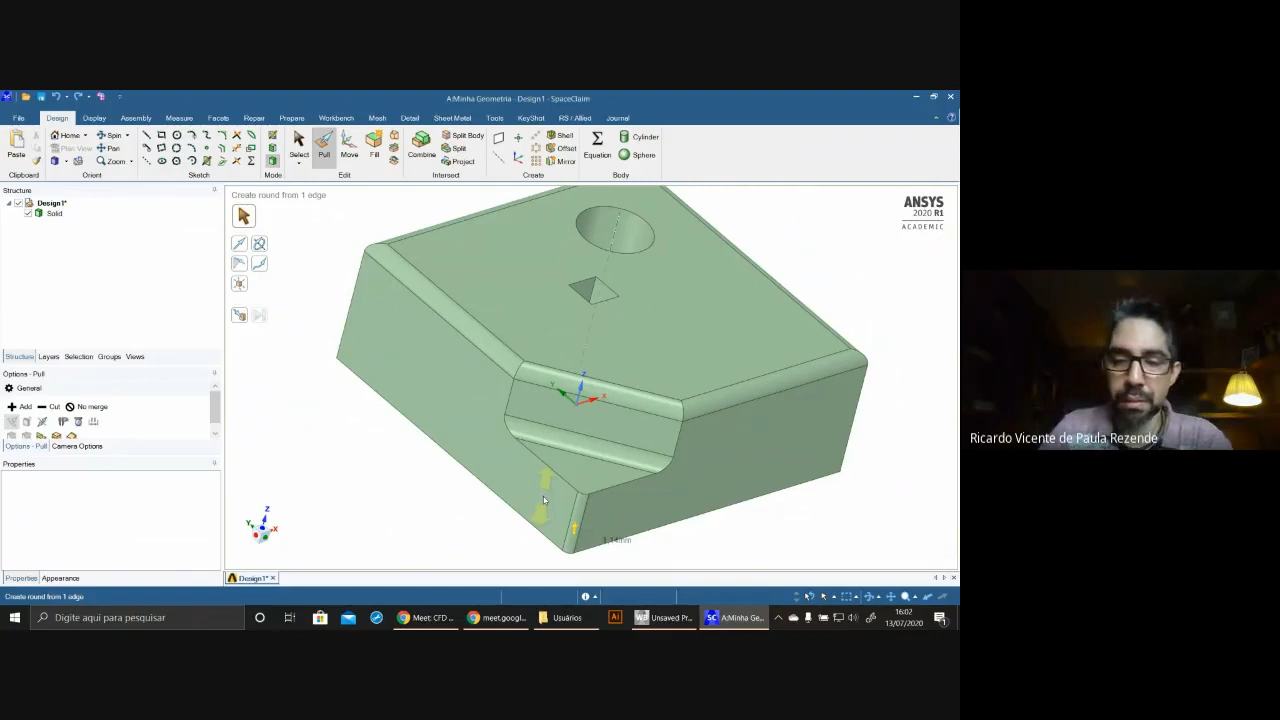 A:Minha Geometria - Design1 - SpaceClaim
File Design Display Assembly Measure Facets Repair Prepare Workbench Mesh Detail Sheet Metal Tools KeyShot RS / Allied Journal
Home Spin Split Body Shell Cylinder
Plan View Pan Split Offset
Paste Select Pull Move Fill Combine Equation Sphere
Zoom Project Mirror
Clipboard Orient Sketch Mode Edit Intersect Create Body
Structure
Create round from 1 edge
Design1*
Solid
ANSYS
2020 R1
ACADEMIC
Structure Layers Selection Groups Views
Options - Pull
General
Add Cut No merge
Options - Pull Camera Options
Properties
Z
Y
X
Z
Y
X
1,14mm
Properties Appearance
Design1*
Create round from 1 edge
Digite aqui para pesquisar
Meet: CFD ...
meet.googl...
Usuários
Ai
Unsaved Pr...
SC
A:Minha Ge...
16:02
13/07/2020
Ricardo Vicente de Paula Rezende